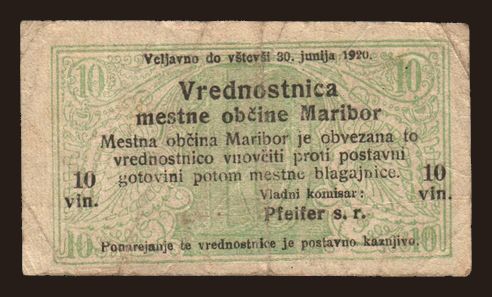 Veljavno do vštevši 30. junija 1920.
10 10
Vrednostnica
mestne občine Maribor
Mestna občina Maribor je obvezana to
vrednostnico vnovčiti proti postavni
gotovini potom mestne blagajnice.
10 vin.
10 vin.
Vladni komisar:
Pfeifer s. r.
10 10
Ponarejanje te vrednostnice je postavno kaznjivo.